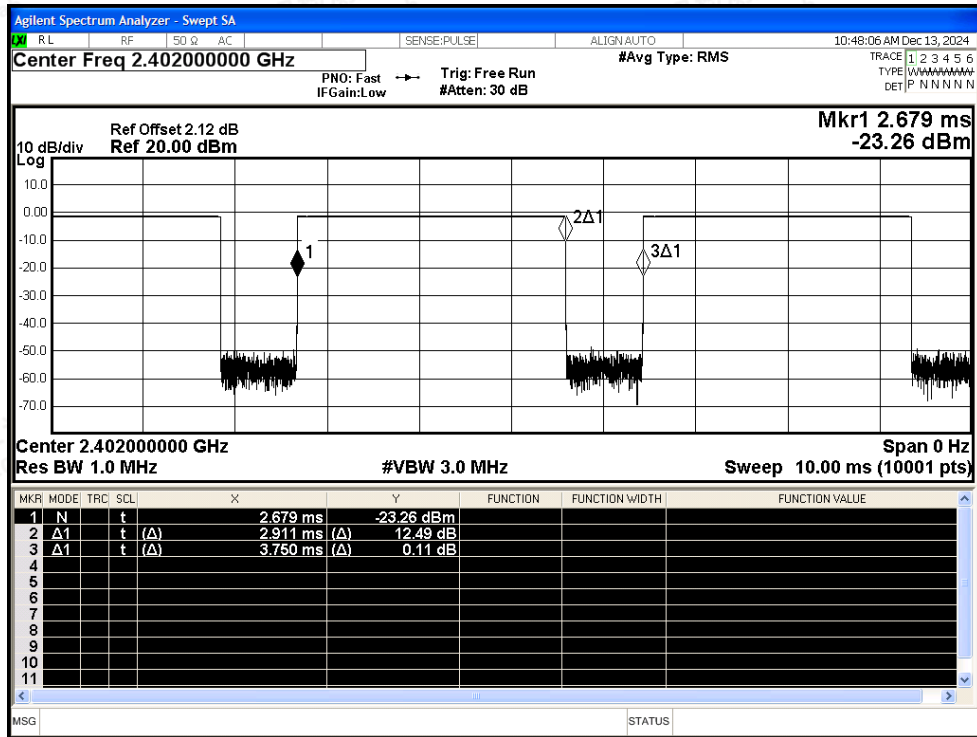 Agilent Spectrum Analyzer - Swept SA
LXI RL RF 50 Ω AC SENSE:PULSE ALIGN AUTO 10:48:06 AM Dec 13, 2024
Center Freq 2.402000000 GHz #Avg Type: RMS TRACE 1 2 3 4 5 6
PNO: Fast Trig: Free Run TYPE WWWWWW
IFGain:Low #Atten: 30 dB DET P N N N N N
Mkr1 2.679 ms
Ref Offset 2.12 dB
10 dB/div Ref 20.00 dBm -23.26 dBm
Log
10.0
0.00
2Δ1
-10.0
1
3Δ1
-20.0
-30.0
-40.0
-50.0
-60.0
-70.0
Center 2.402000000 GHz Span 0 Hz
Res BW 1.0 MHz #VBW 3.0 MHz Sweep 10.00 ms (10001 pts)
MKR MODE TRC SCL X Y FUNCTION FUNCTION WIDTH FUNCTION VALUE
1 N t 2.679 ms -23.26 dBm
2 Δ1 t (Δ) 2.911 ms (Δ) 12.49 dB
3 Δ1 t (Δ) 3.750 ms (Δ) 0.11 dB
4
5
6
7
8
9
10
11
MSG STATUS